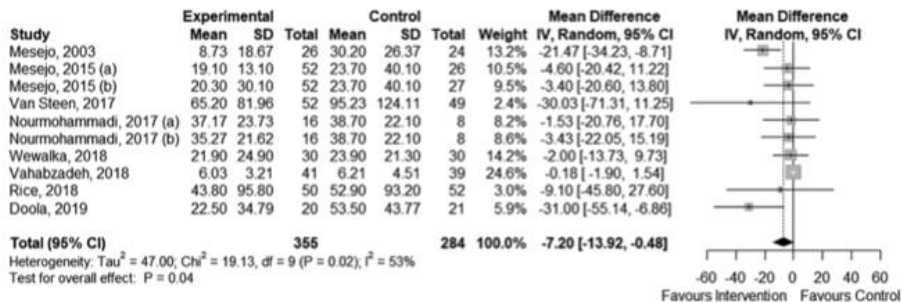 Experimental Control Mean Difference Mean Difference
Study Mean SD Total Mean SD Total Weight IV, Random, 95% CI IV, Random, 95% CI
Mesejo, 2003 8.73 18.67 26 30.20 26.37 24 13.2% -21.47 [-34.23, -8.71]
Mesejo, 2015 (a) 19.10 13.10 52 23.70 40.10 26 10.5% -4.60 [-20.42, 11.22]
Mesejo, 2015 (b) 20.30 30.10 52 23.70 40.10 27 9.5% -3.40 [-20.60, 13.80]
Van Steen, 2017 65.20 81.96 52 95.23 124.11 49 2.4% -30.03 [-71.31, 11.25]
Nourmohammadi, 2017 (a) 37.17 23.73 16 38.70 22.10 8 8.2% -1.53 [-20.76, 17.70]
Nourmohammadi, 2017 (b) 35.27 21.62 16 38.70 22.10 8 8.6% -3.43 [-22.05, 15.19]
Wewalka, 2018 21.90 24.90 30 23.90 21.30 30 14.2% -2.00 [-13.73, 9.73]
Vahabzadeh, 2018 6.03 3.21 41 6.21 4.51 39 24.6% -0.18 [-1.90, 1.54]
Rice, 2018 43.80 95.80 50 52.90 93.20 52 3.0% -9.10 [-45.80, 27.60]
Doola, 2019 22.50 34.79 20 53.50 43.77 21 5.9% -31.00 [-55.14, -6.86]
Total (95% CI) 355 284 100.0% -7.20 [-13.92, -0.48]
Heterogeneity: Tau² = 47.00; Chi² = 19.13, df = 9 (P = 0.02); I² = 53%
Test for overall effect: P = 0.04
-60 -40 -20 0 20 40 60
Favours Intervention Favours Control